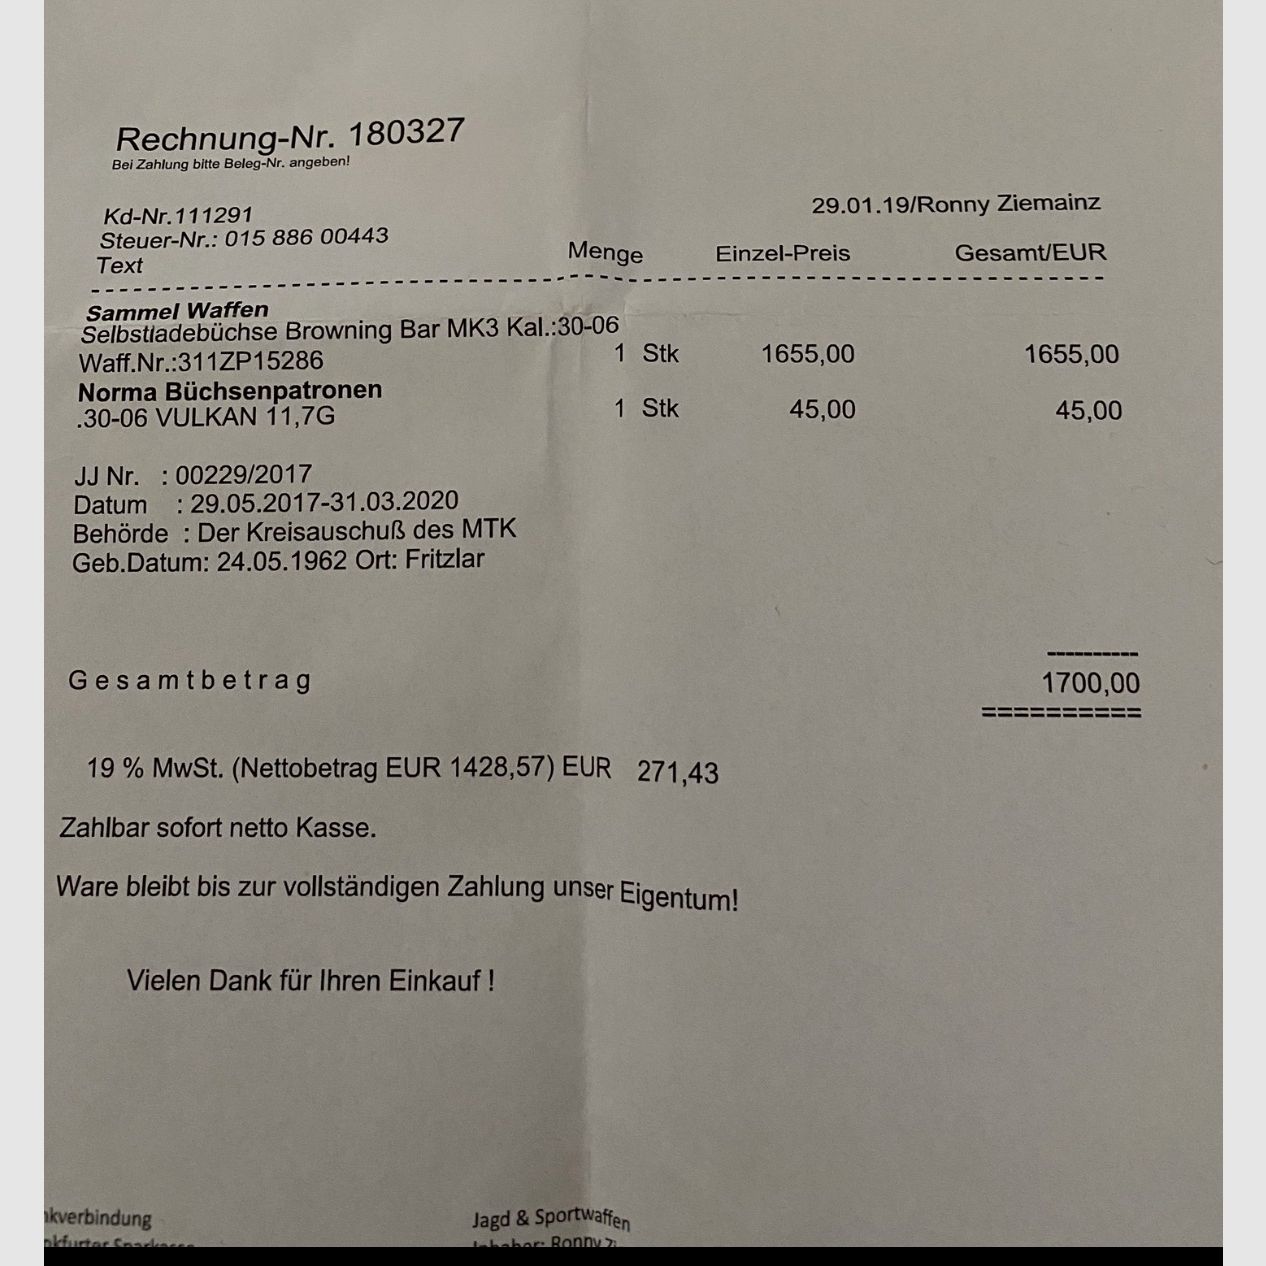 Rechnung-Nr. 180327
Bei Zahlung bitte Beleg-Nr. angeben!
29.01.19/Ronny Ziemainz
Kd-Nr.111291
Steuer-Nr.: 015 886 00443
Text Menge Einzel-Preis Gesamt/EUR
Sammel Waffen
Selbstladebüchse Browning Bar MK3 Kal.:30-06
Waff.Nr.:311ZP15286 1 Stk 1655,00 1655,00
Norma Büchsenpatronen
.30-06 VULKAN 11,7G 1 Stk 45,00 45,00
JJ Nr. : 00229/2017
Datum : 29.05.2017-31.03.2020
Behörde : Der Kreisauschuß des MTK
Geb.Datum: 24.05.1962 Ort: Fritzlar
----------
Gesamtbetrag 1700,00
==========
19 % MwSt. (Nettobetrag EUR 1428,57) EUR 271,43
Zahlbar sofort netto Kasse.
Ware bleibt bis zur vollständigen Zahlung unser Eigentum!
Vielen Dank für Ihren Einkauf !
kverbindung Jagd & Sportwaffen
Inhaber: Ronny